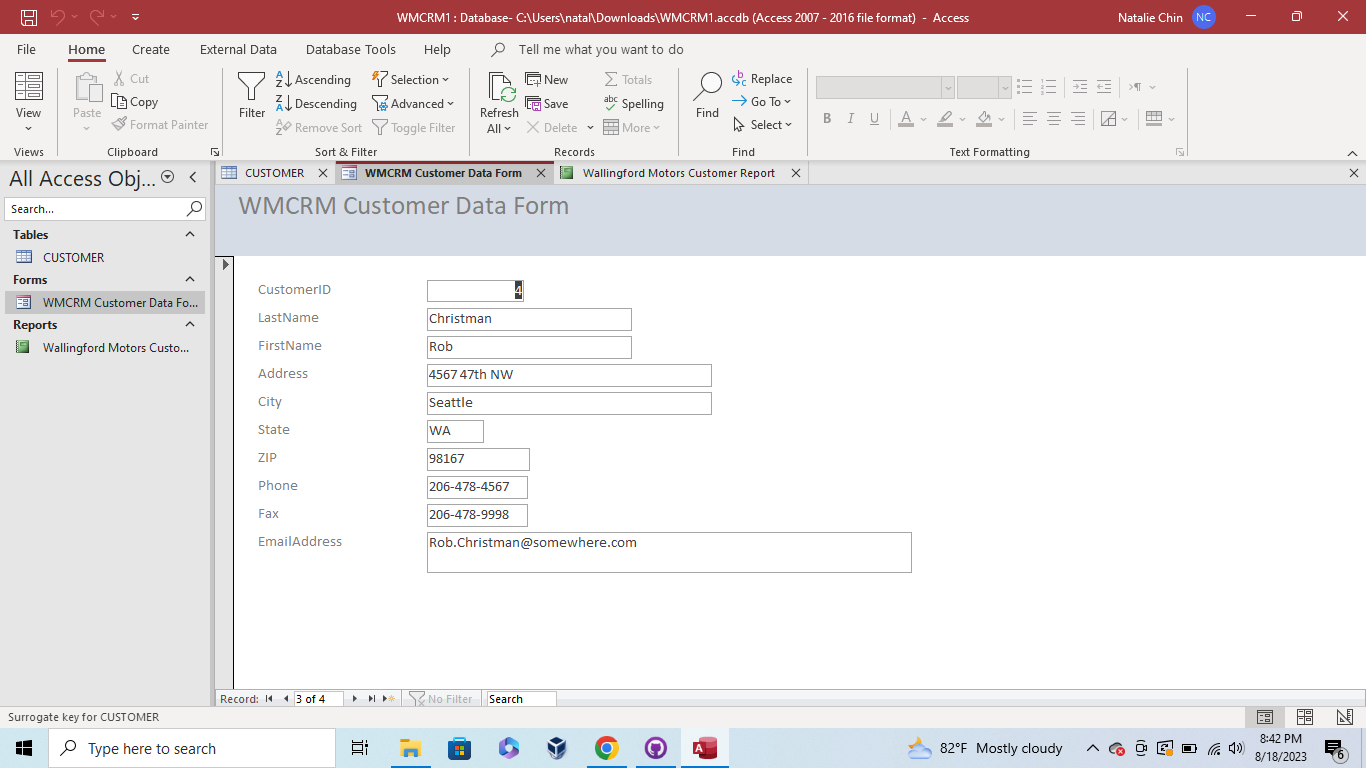 WMCRM1 : Database- C:\Users\natal\Downloads\WMCRM1.accdb (Access 2007 - 2016 file format) - Access
Natalie Chin NC
File Home Create External Data Database Tools Help Tell me what you want to do
View
Views
Paste
Cut
Copy
Format Painter
Clipboard
Filter
Ascending
Descending
Remove Sort
Selection
Advanced
Toggle Filter
Sort & Filter
Refresh
All
New
Save
Delete
Totals
Spelling
More
Records
Find
Replace
Go To
Select
Find
B I U A
Text Formatting
All Access Obj...
Search...
Tables
CUSTOMER
Forms
WMCRM Customer Data Fo...
Reports
Wallingford Motors Custo...
CUSTOMER
WMCRM Customer Data Form
Wallingford Motors Customer Report
WMCRM Customer Data Form
CustomerID 4
LastName Christman
FirstName Rob
Address 4567 47th NW
City Seattle
State WA
ZIP 98167
Phone 206-478-4567
Fax 206-478-9998
EmailAddress Rob.Christman@somewhere.com
Record: 3 of 4 No Filter Search
Surrogate key for CUSTOMER
Type here to search
82°F Mostly cloudy
8:42 PM
8/18/2023
6